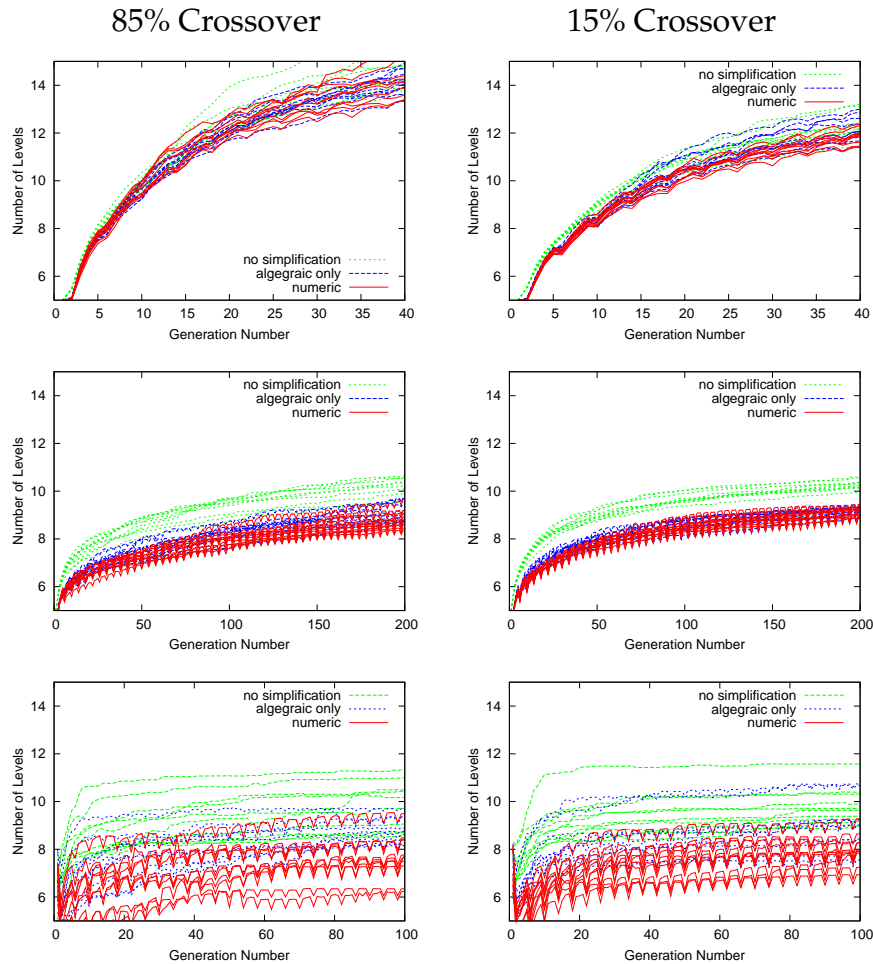 85% Crossover
15% Crossover
14
12
10
8
6
Number of Levels
no simplification
algegraic only
numeric
0 5 10 15 20 25 30 35 40
Generation Number
14
12
10
8
6
Number of Levels
no simplification
algegraic only
numeric
0 5 10 15 20 25 30 35 40
Generation Number
14
12
10
8
6
Number of Levels
no simplification
algegraic only
numeric
0 50 100 150 200
Generation Number
14
12
10
8
6
Number of Levels
no simplification
algegraic only
numeric
0 50 100 150 200
Generation Number
14
12
10
8
6
Number of Levels
no simplification
algegraic only
numeric
0 20 40 60 80 100
Generation Number
14
12
10
8
6
Number of Levels
no simplification
algegraic only
numeric
0 20 40 60 80 100
Generation Number